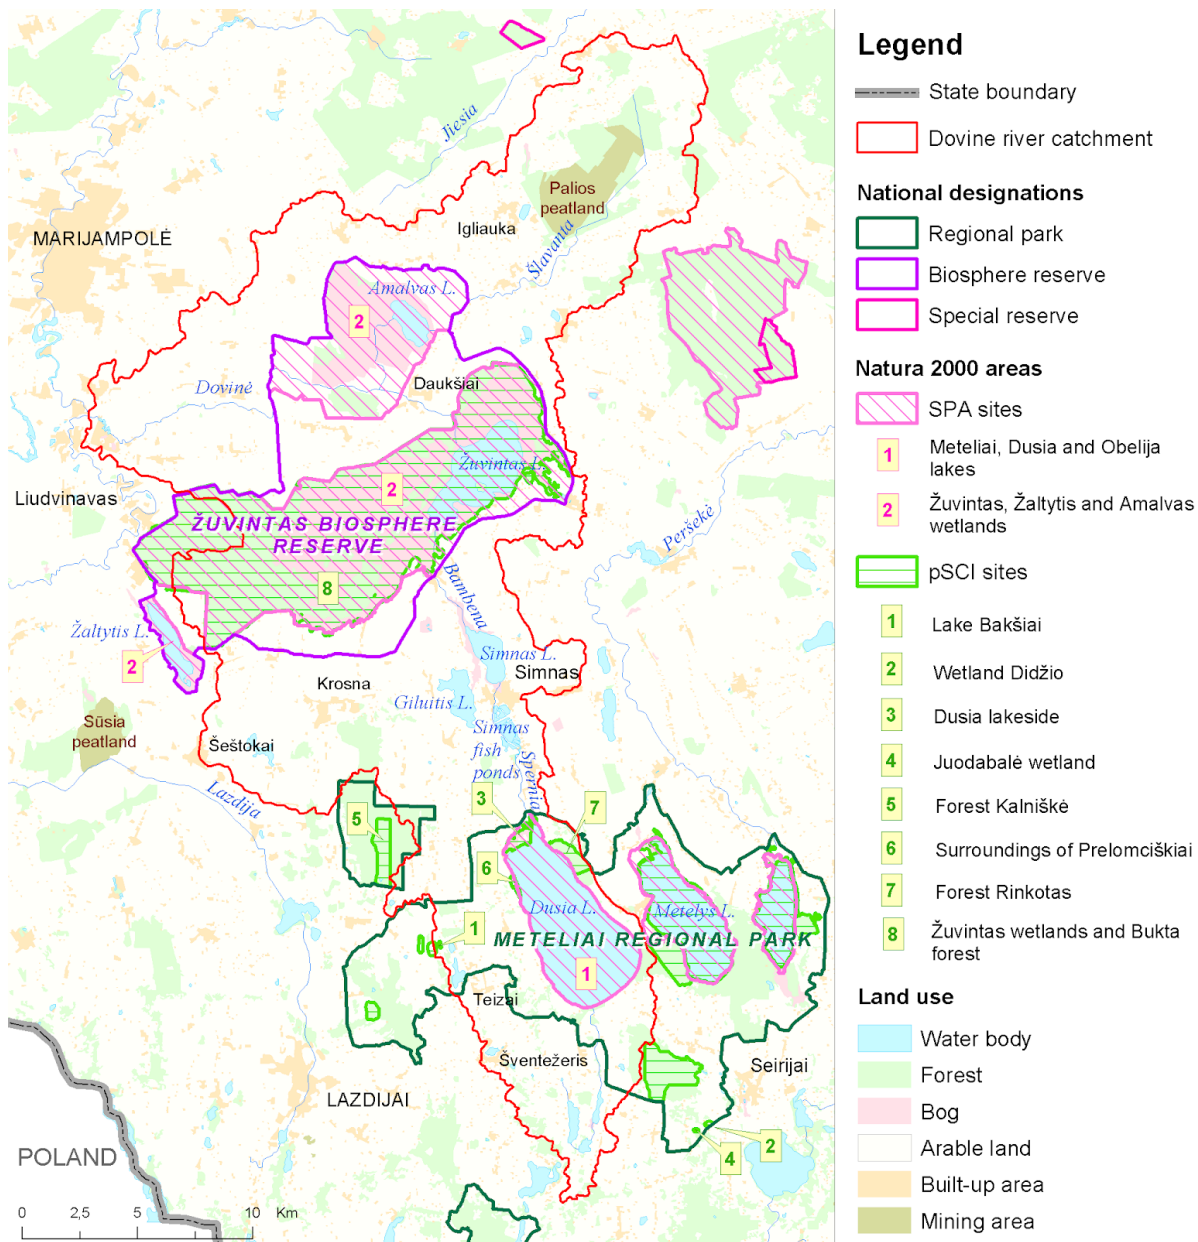 Jiesia
Palios
peatland
Igliauka
MARIJAMPOLĖ
Šlavanta
Amalvas L.
2
Dovinė
Daukšiai
Žuvintas L.
2
Liudvinavas
ŽUVINTAS BIOSPHERE
RESERVE
Peršekė
8
Bambena
Žaltytis L.
2
Simnas L.
Simnas
Krosna
Giluitis L.
Sūsia
peatland
Šeštokai
Simnas
fish
ponds
Spernia
Lazdija
3
7
5
6
Dusia L.
Metelys L.
1
METELIAI REGIONAL PARK
1
Teizai
Šventežeris
Seirijai
LAZDIJAI
2
4
POLAND
0 2,5 5 10 Km
Legend
State boundary
Dovine river catchment
National designations
Regional park
Biosphere reserve
Special reserve
Natura 2000 areas
SPA sites
1 Meteliai, Dusia and Obelija
lakes
2 Žuvintas, Žaltytis and Amalvas
wetlands
pSCI sites
1 Lake Bakšiai
2 Wetland Didžio
3 Dusia lakeside
4 Juodabalė wetland
5 Forest Kalniškė
6 Surroundings of Prelomciškiai
7 Forest Rinkotas
8 Žuvintas wetlands and Bukta
forest
Land use
Water body
Forest
Bog
Arable land
Built-up area
Mining area